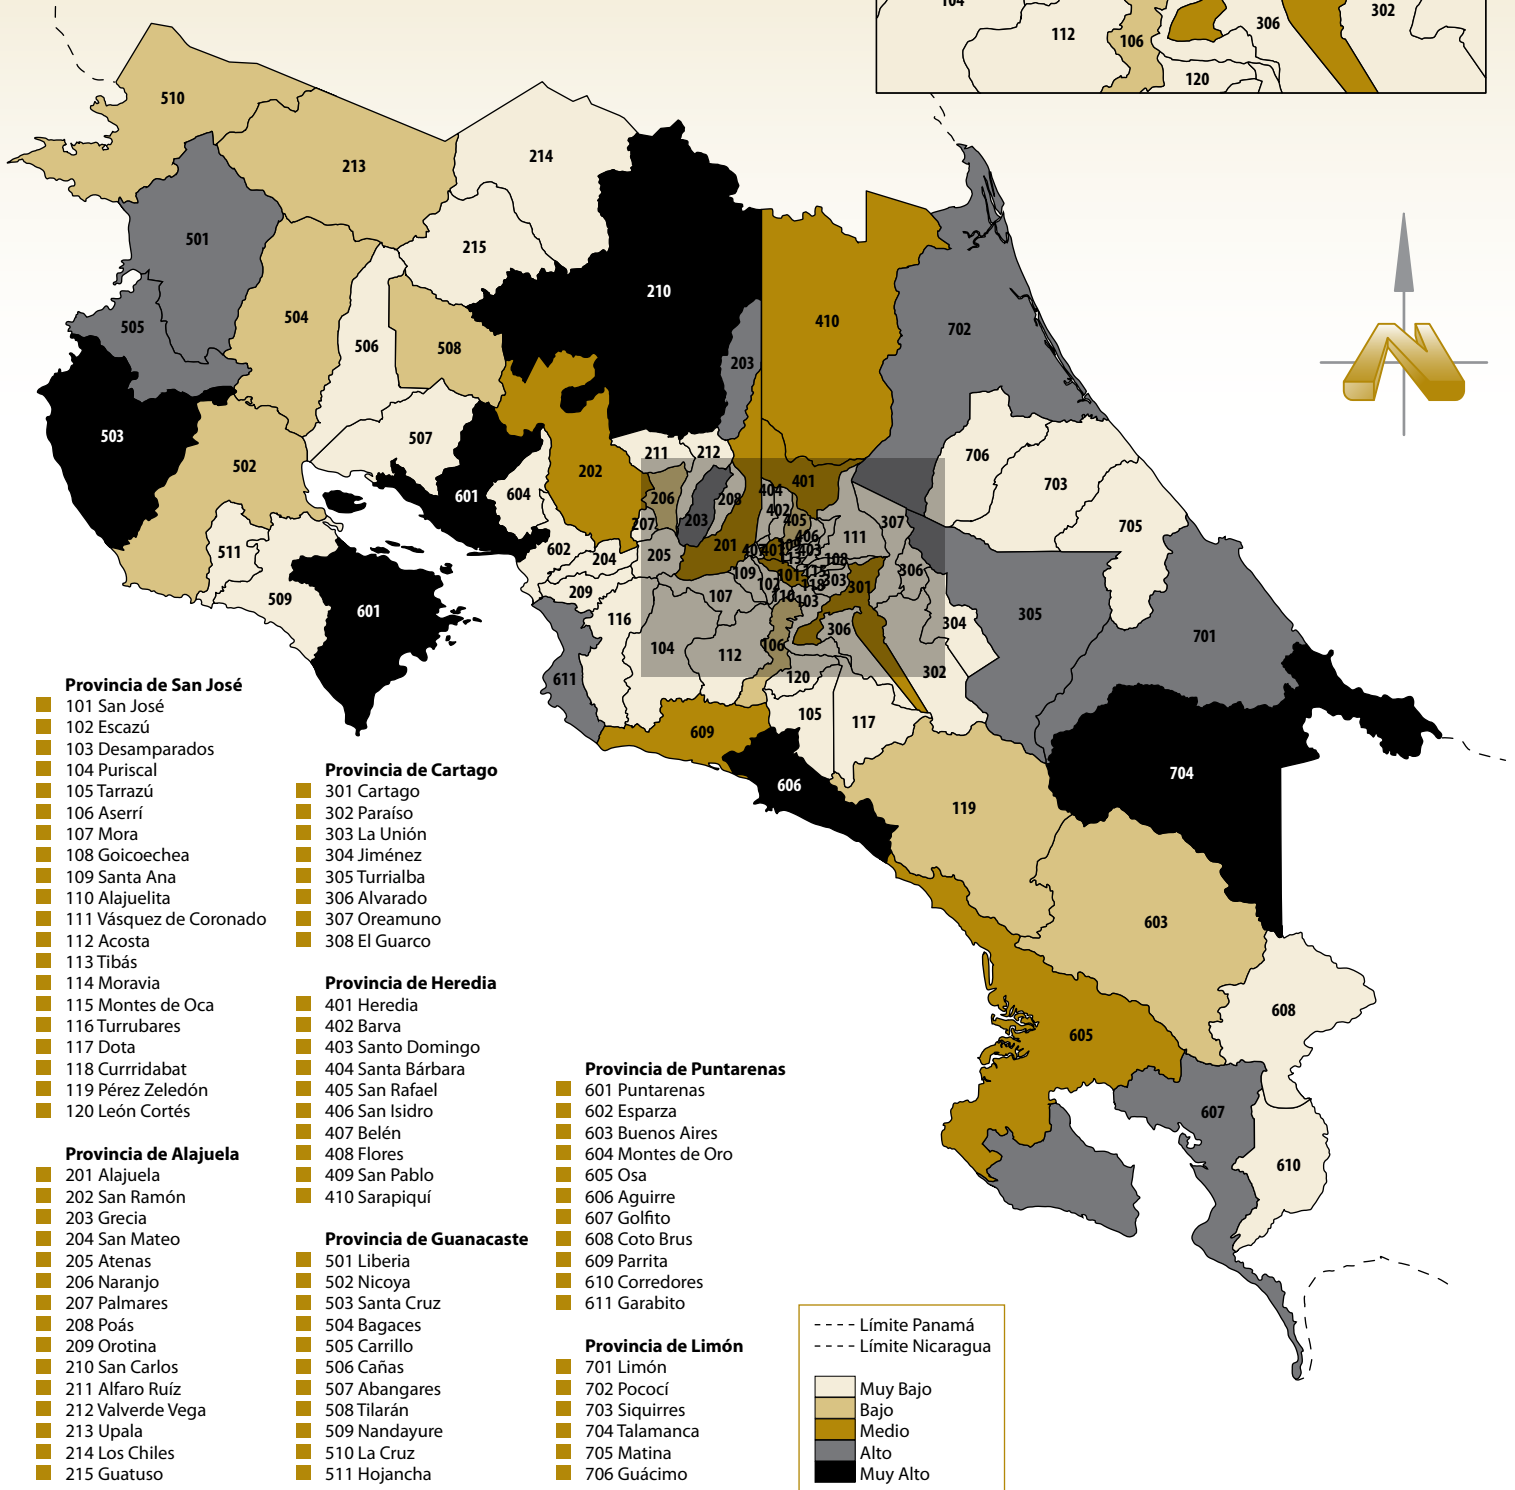 104
112
106
306
302
120
510
213
214
215
501
504
505
506
508
210
203
410
702
503
502
507
601
604
202
211
212
706
703
705
206
203
208
207
404
401
402
405
406
111
307
511
602
204
205
201
109
108
306
509
209
107
102
101
115
118
303
301
110
103
601
116
104
112
106
306
304
305
701
611
120
302
105
117
609
606
704
119
603
608
605
607
610
Provincia de San José
101 San José
102 Escazú
103 Desamparados
104 Puriscal
105 Tarrazú
106 Aserrí
107 Mora
108 Goicoechea
109 Santa Ana
110 Alajuelita
111 Vásquez de Coronado
112 Acosta
113 Tibás
114 Moravia
115 Montes de Oca
116 Turrubares
117 Dota
118 Currridabat
119 Pérez Zeledón
120 León Cortés
Provincia de Alajuela
201 Alajuela
202 San Ramón
203 Grecia
204 San Mateo
205 Atenas
206 Naranjo
207 Palmares
208 Poás
209 Orotina
210 San Carlos
211 Alfaro Ruíz
212 Valverde Vega
213 Upala
214 Los Chiles
215 Guatuso
Provincia de Cartago
301 Cartago
302 Paraíso
303 La Unión
304 Jiménez
305 Turrialba
306 Alvarado
307 Oreamuno
308 El Guarco
Provincia de Heredia
401 Heredia
402 Barva
403 Santo Domingo
404 Santa Bárbara
405 San Rafael
406 San Isidro
407 Belén
408 Flores
409 San Pablo
410 Sarapiquí
Provincia de Guanacaste
501 Liberia
502 Nicoya
503 Santa Cruz
504 Bagaces
505 Carrillo
506 Cañas
507 Abangares
508 Tilarán
509 Nandayure
510 La Cruz
511 Hojancha
Provincia de Puntarenas
601 Puntarenas
602 Esparza
603 Buenos Aires
604 Montes de Oro
605 Osa
606 Aguirre
607 Golfito
608 Coto Brus
609 Parrita
610 Corredores
611 Garabito
Provincia de Limón
701 Limón
702 Pococí
703 Siquirres
704 Talamanca
705 Matina
706 Guácimo
Límite Panamá
Límite Nicaragua
Muy Bajo
Bajo
Medio
Alto
Muy Alto